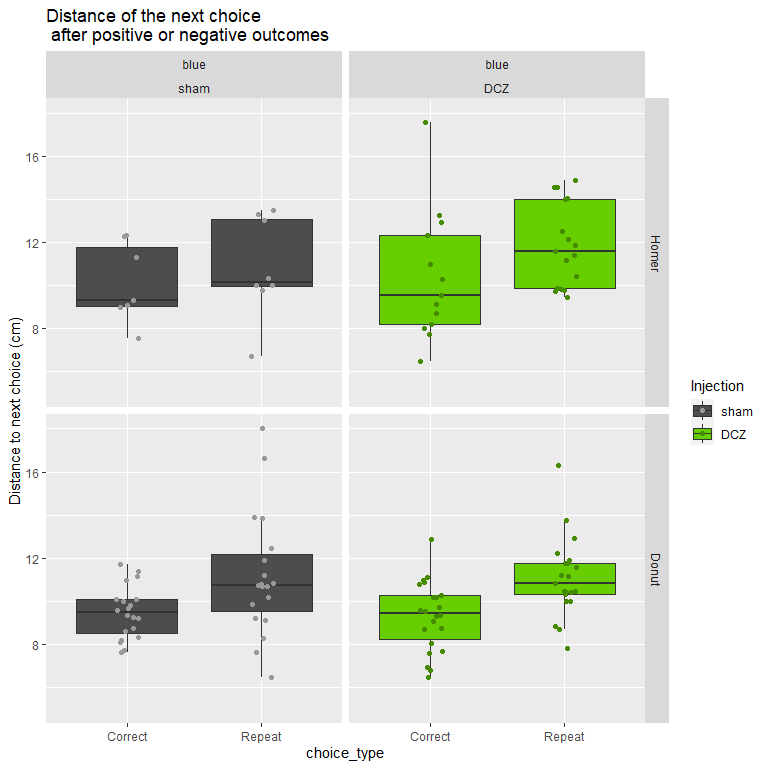 Distance of the next choice
after positive or negative outcomes
blue
blue
sham
DCZ
16
12
8
Homer
16
12
8
Donut
Distance to next choice (cm)
Correct
Repeat
Correct
Repeat
choice_type
Injection
sham
DCZ